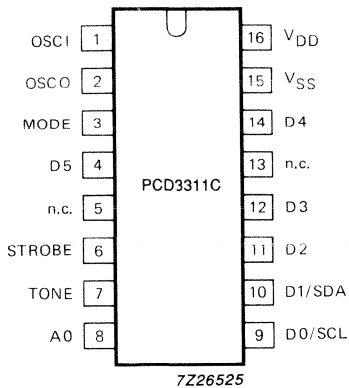 OSCI 1 16 VDD
OSCO 2 15 VSS
MODE 3 14 D4
D5 4 PCD3311C 13 n.c.
n.c. 5 12 D3
STROBE 6 11 D2
TONE 7 10 D1/SDA
A0 8 9 D0/SCL
7Z26525